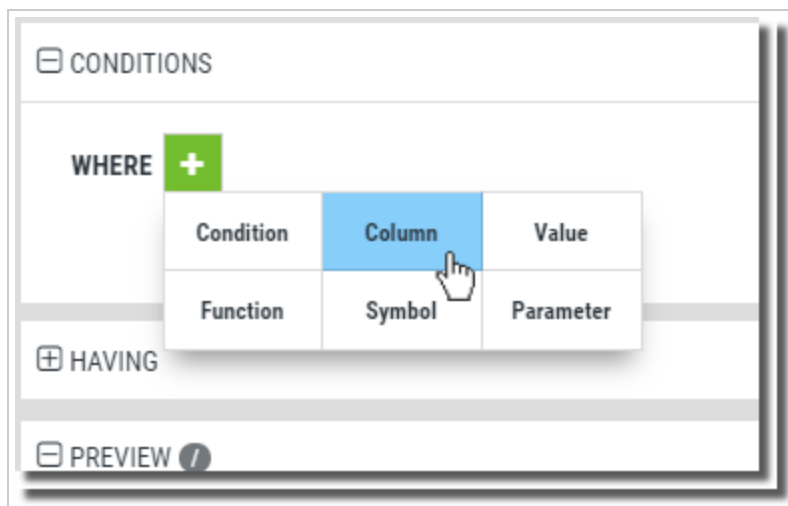 CONDITIONS
WHERE
Condition Column Value
Function Symbol Parameter
HAVING
PREVIEW